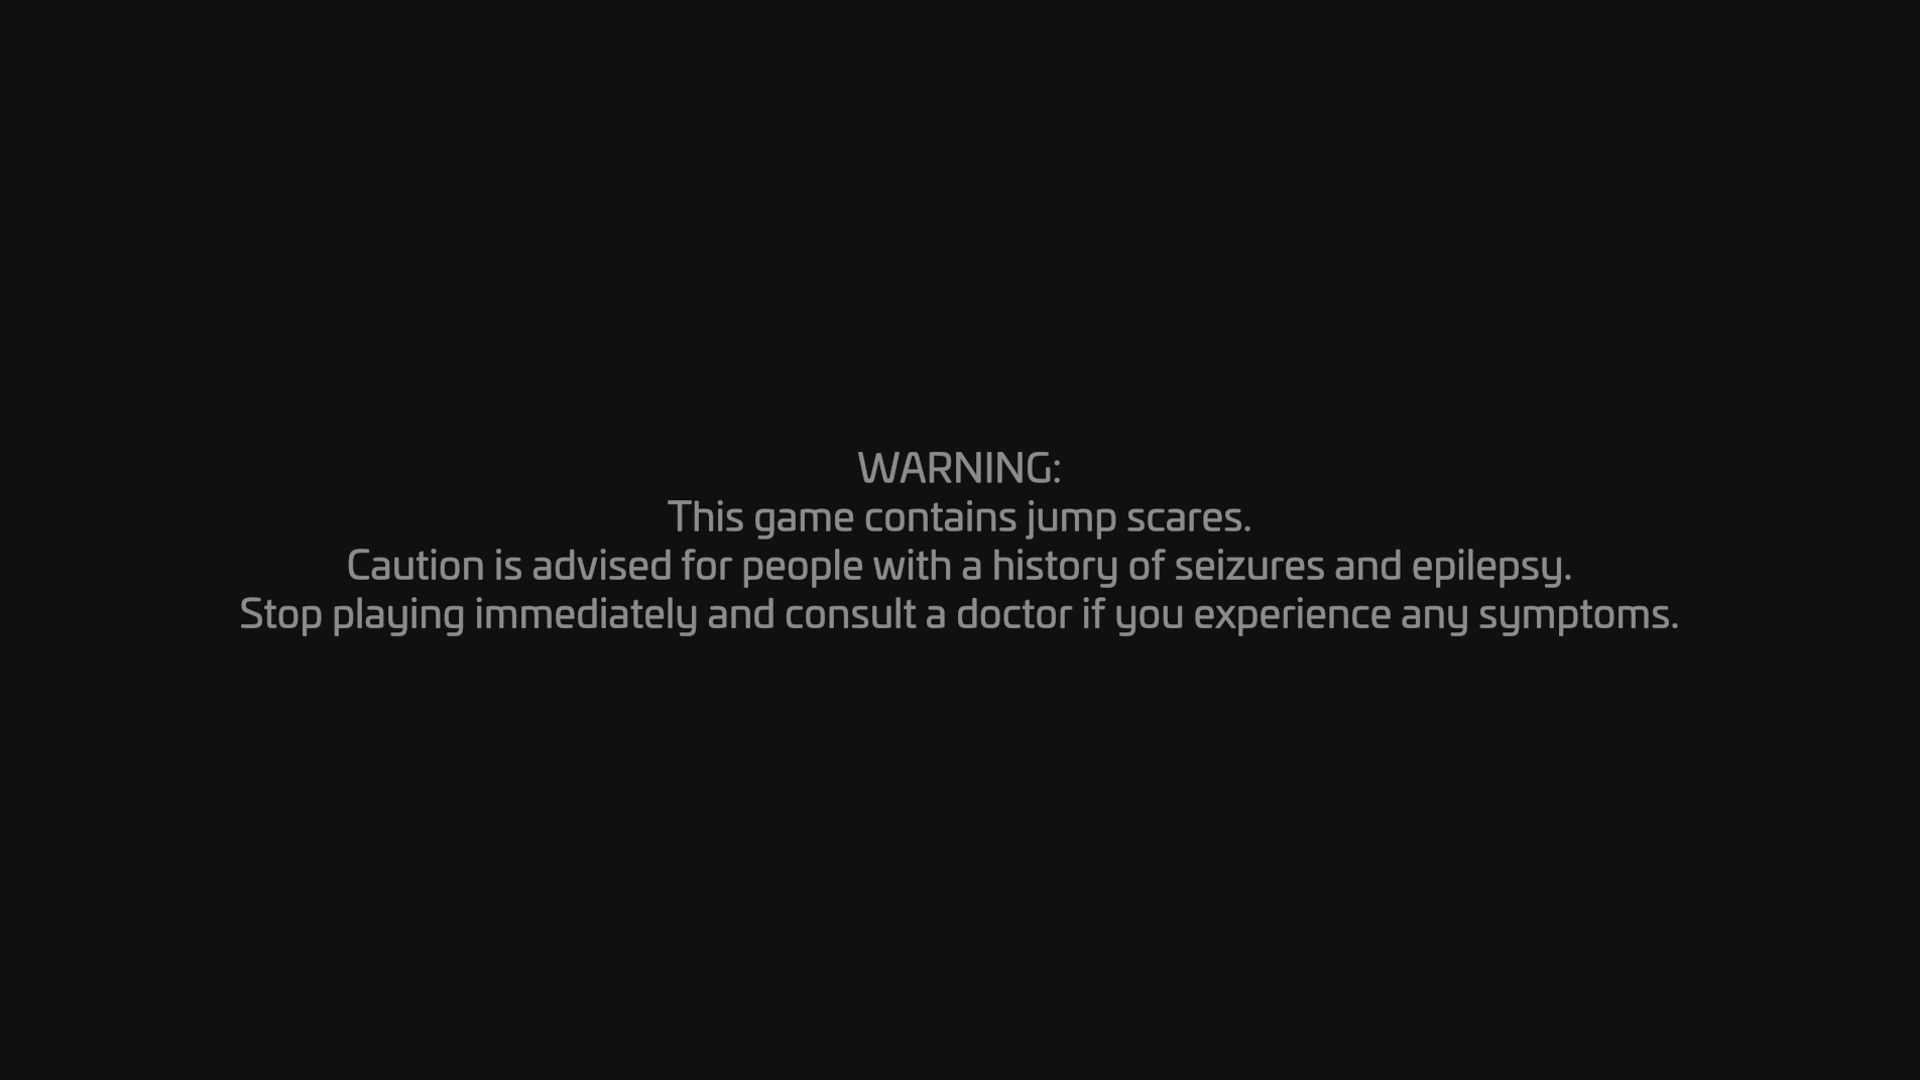 WARNING:
This game contains jump scares.
Caution is advised for people with a history of seizures and epilepsy.
Stop playing immediately and consult a doctor if you experience any symptoms.